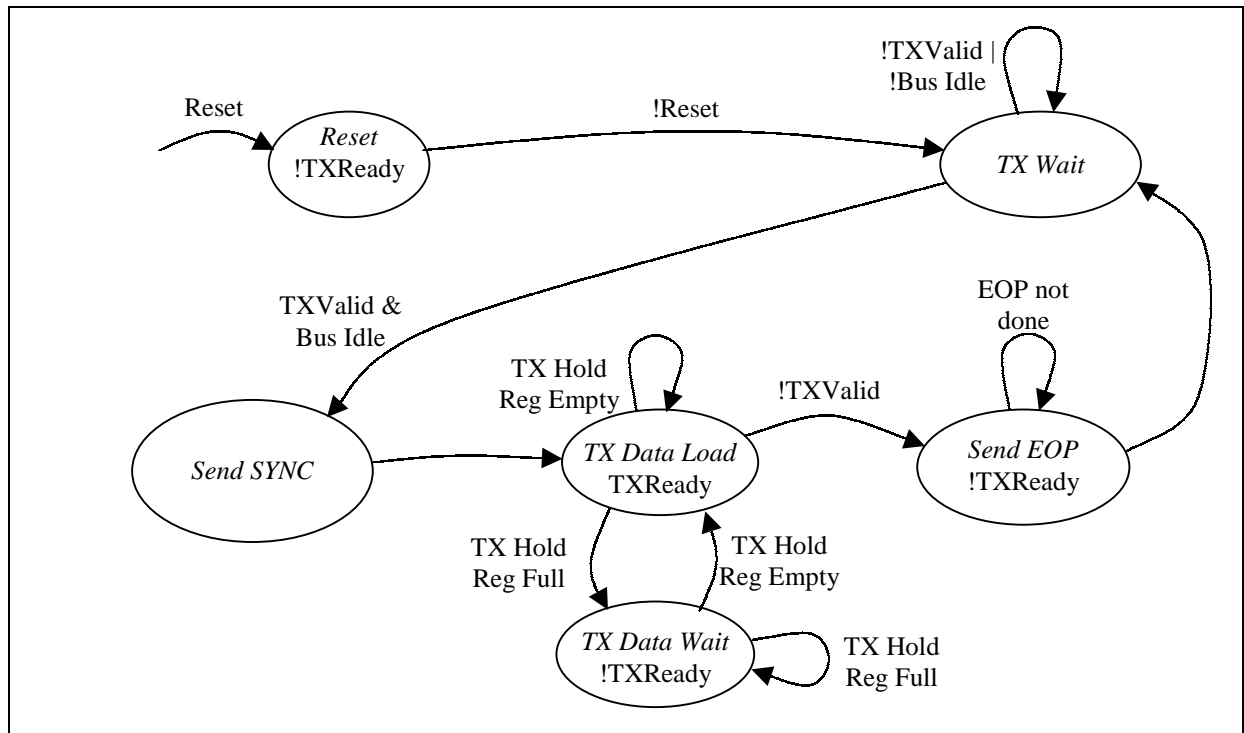 !TXValid |
!Bus Idle
Reset
!Reset
Reset
!TXReady
TX Wait
TXValid &
Bus Idle
EOP not
done
TX Hold
Reg Empty
!TXValid
Send SYNC
TX Data Load
TXReady
Send EOP
!TXReady
TX Hold
Reg Full
TX Hold
Reg Empty
TX Data Wait
!TXReady
TX Hold
Reg Full